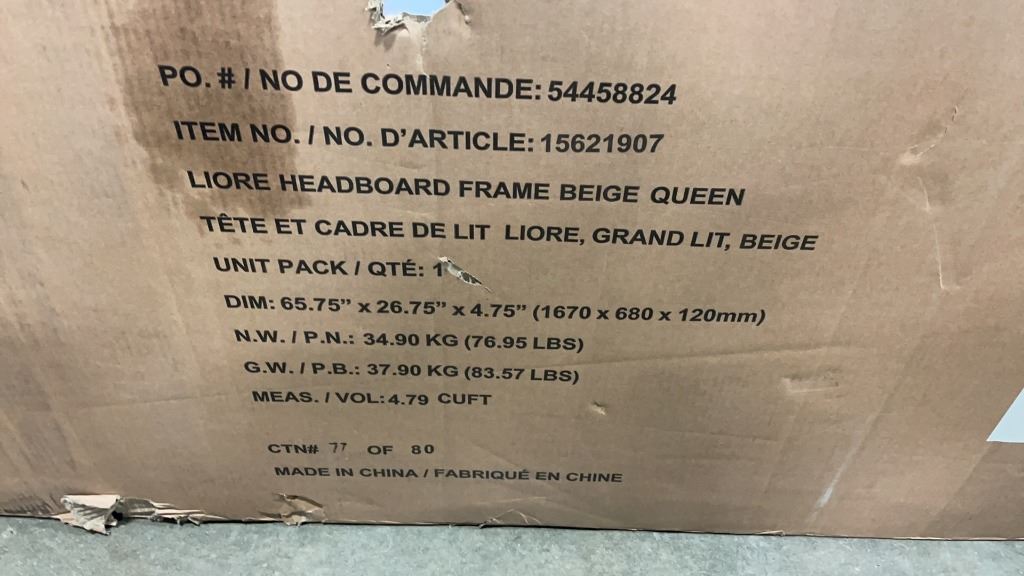 PO. # / NO DE COMMANDE: 54458824
ITEM NO. / NO. D’ARTICLE: 15621907
LIORE HEADBOARD FRAME BEIGE QUEEN
TÊTE ET CADRE DE LIT LIORE, GRAND LIT, BEIGE
UNIT PACK / QTÉ: 1
DIM: 65.75” x 26.75” x 4.75” (1670 x 680 x 120mm)
N.W. / P.N.: 34.90 KG (76.95 LBS)
G.W. / P.B.: 37.90 KG (83.57 LBS)
MEAS. / VOL: 4.79 CUFT
CTN# 77 OF 80
MADE IN CHINA / FABRIQUÉ EN CHINE